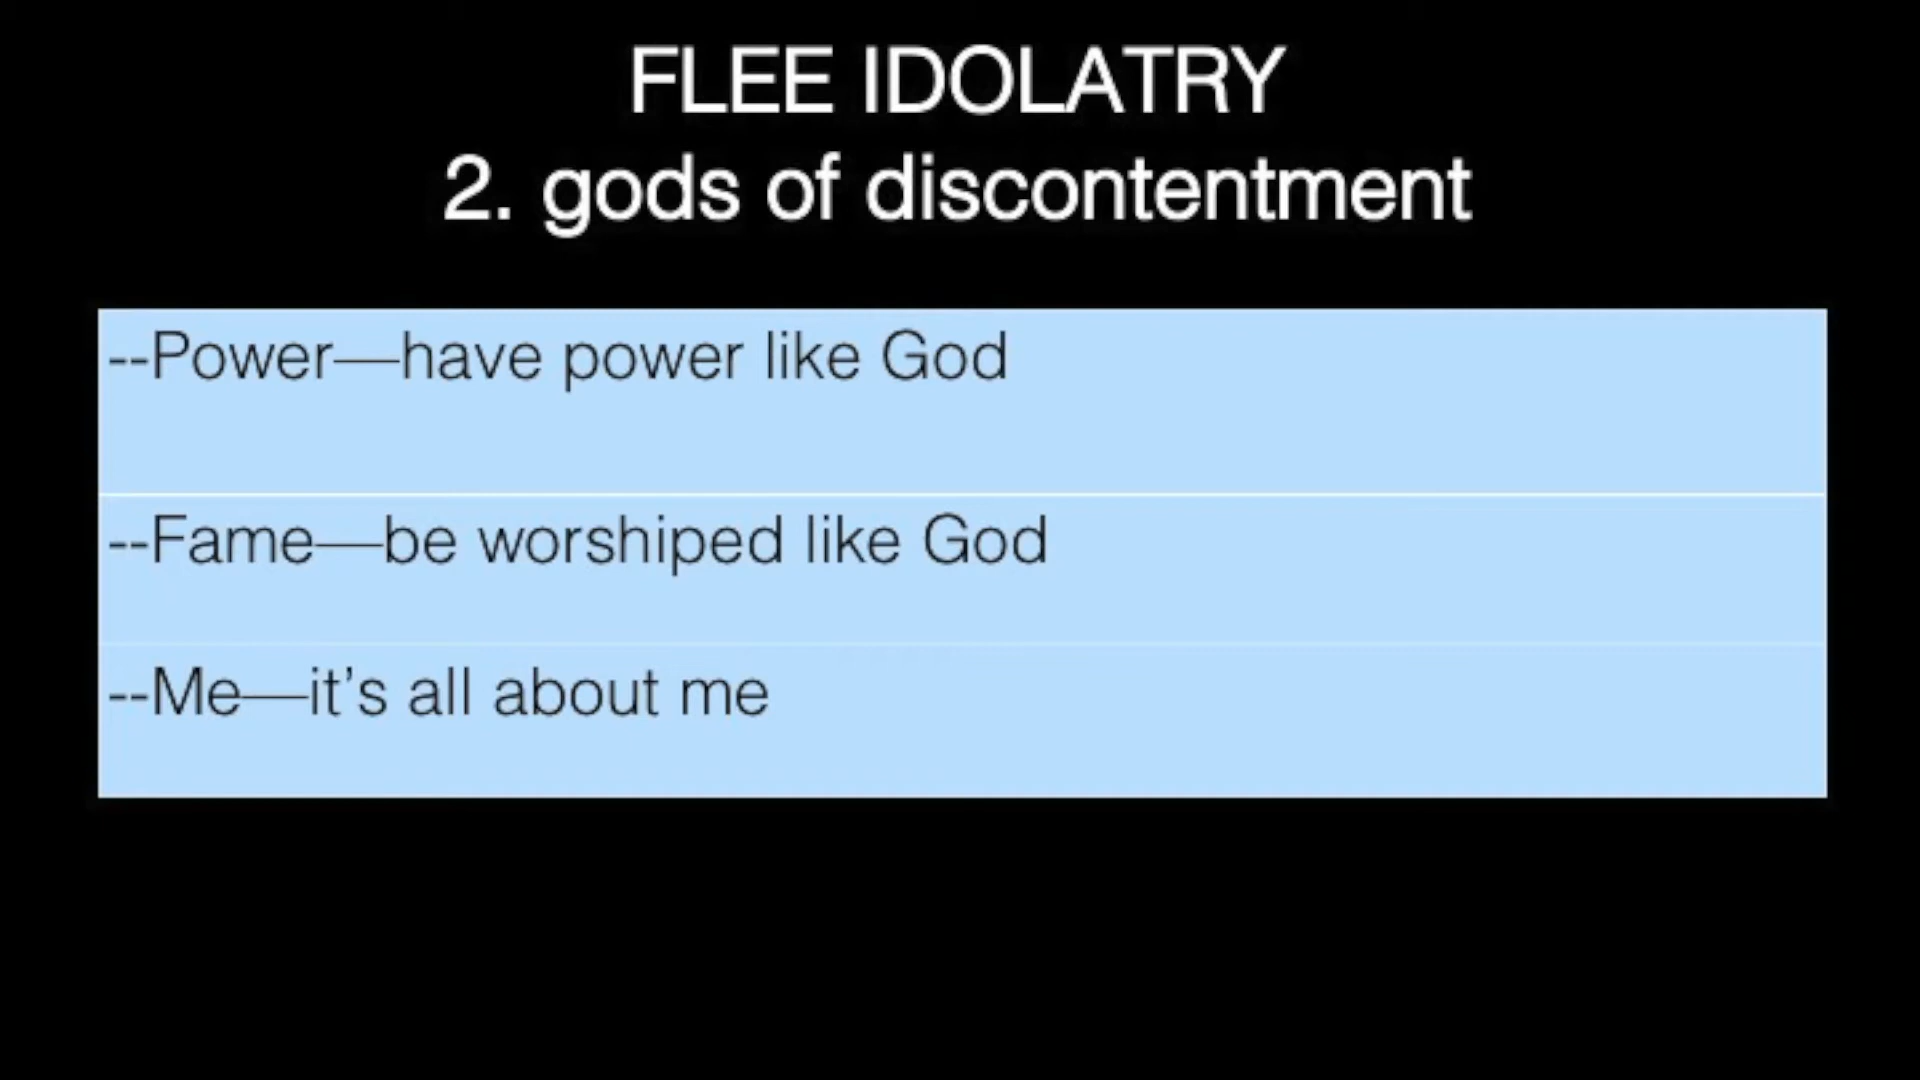 FLEE IDOLATRY
2. gods of discontentment
--Power—have power like God
--Fame—be worshiped like God
--Me—it’s all about me